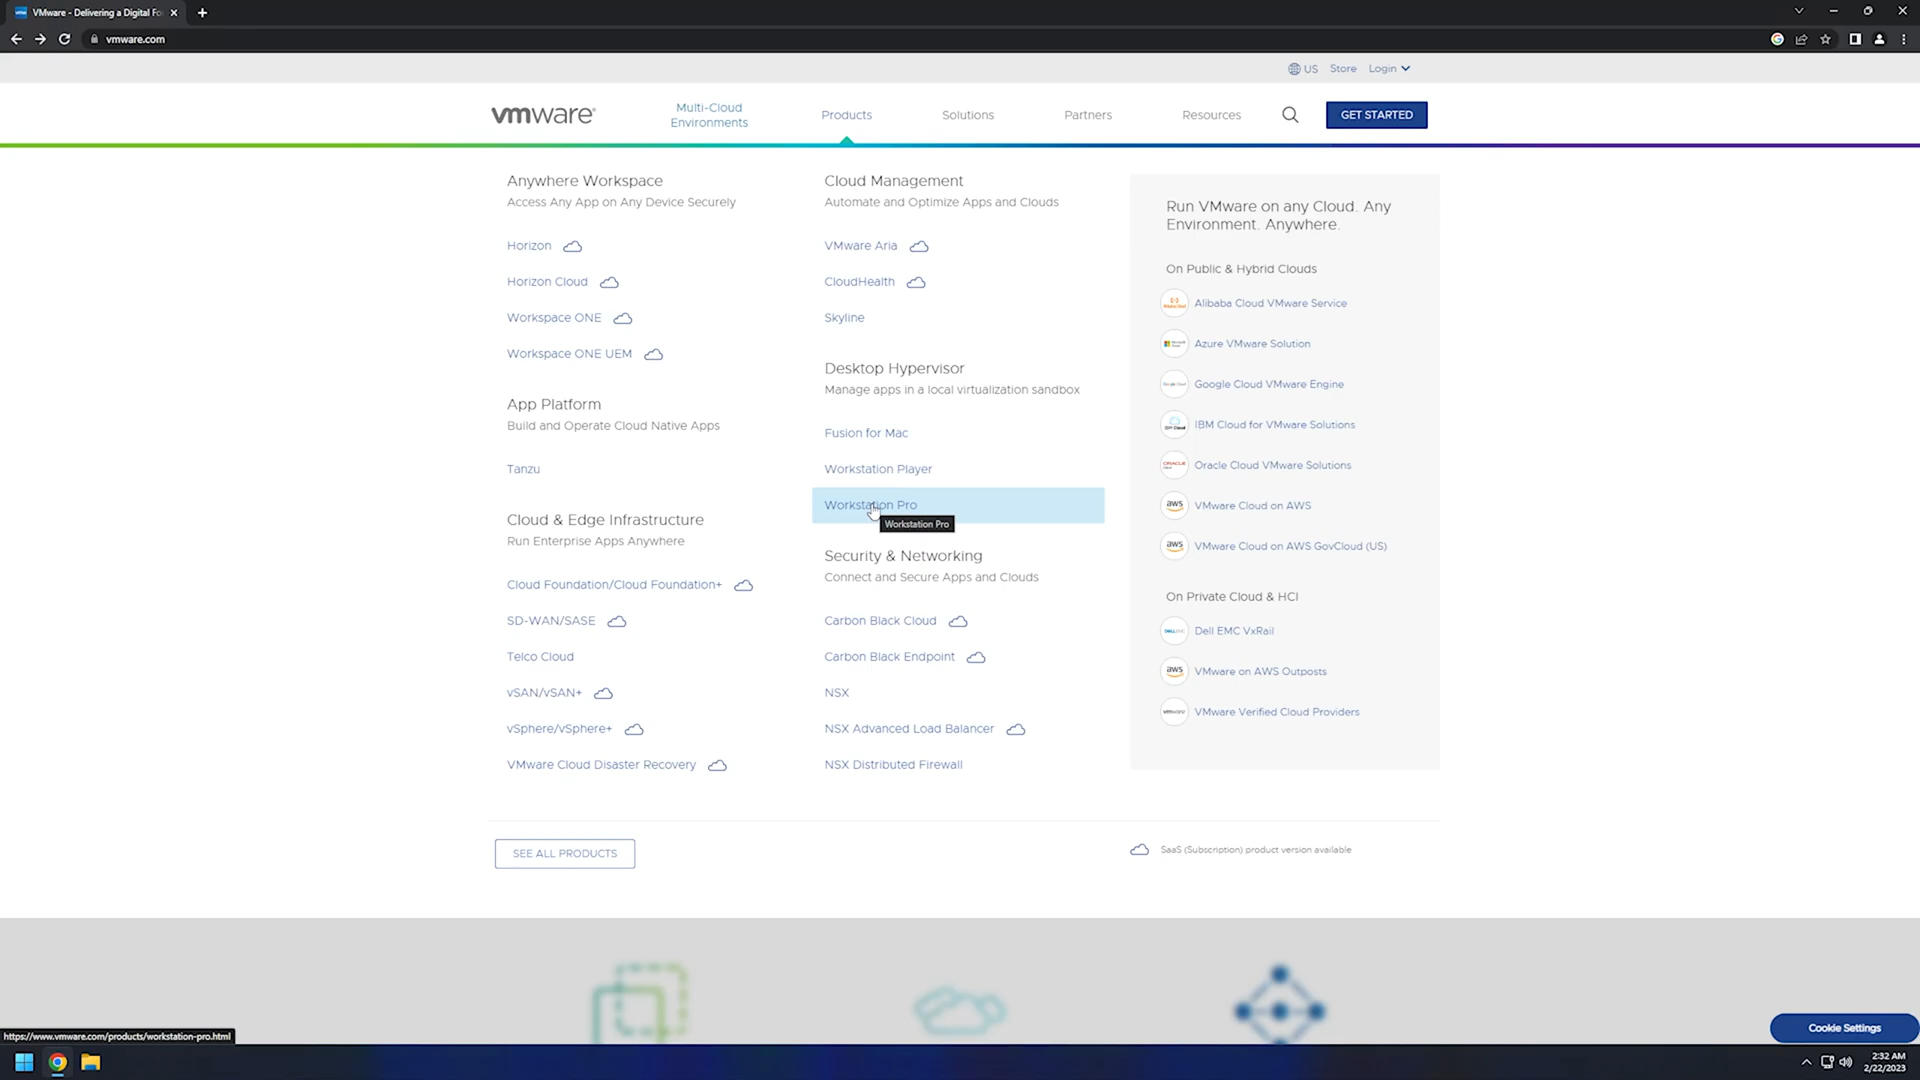 VMware - Delivering a Digital Fo
vmware.com
US
Store
Login
vmware
Multi-Cloud
Environments
Products
Solutions
Partners
Resources
GET STARTED
Anywhere Workspace
Access Any App on Any Device Securely
Horizon
Horizon Cloud
Workspace ONE
Workspace ONE UEM
App Platform
Build and Operate Cloud Native Apps
Tanzu
Cloud & Edge Infrastructure
Run Enterprise Apps Anywhere
Cloud Foundation/Cloud Foundation+
SD-WAN/SASE
Telco Cloud
vSAN/vSAN+
vSphere/vSphere+
VMware Cloud Disaster Recovery
Cloud Management
Automate and Optimize Apps and Clouds
VMware Aria
CloudHealth
Skyline
Desktop Hypervisor
Manage apps in a local virtualization sandbox
Fusion for Mac
Workstation Player
Workstation Pro
Workstation Pro
Security & Networking
Connect and Secure Apps and Clouds
Carbon Black Cloud
Carbon Black Endpoint
NSX
NSX Advanced Load Balancer
NSX Distributed Firewall
Run VMware on any Cloud. Any
Environment. Anywhere.
On Public & Hybrid Clouds
Alibaba Cloud VMware Service
Azure VMware Solution
Google Cloud VMware Engine
IBM Cloud for VMware Solutions
ORACLE
Oracle Cloud VMware Solutions
aws
VMware Cloud on AWS
aws
VMware Cloud on AWS GovCloud (US)
On Private Cloud & HCI
Dell EMC VxRail
aws
VMware on AWS Outposts
vmware
VMware Verified Cloud Providers
SEE ALL PRODUCTS
SaaS (Subscription) product version available
Cookie Settings
https://www.vmware.com/products/workstation-pro.html
2:32 AM
2/22/2023